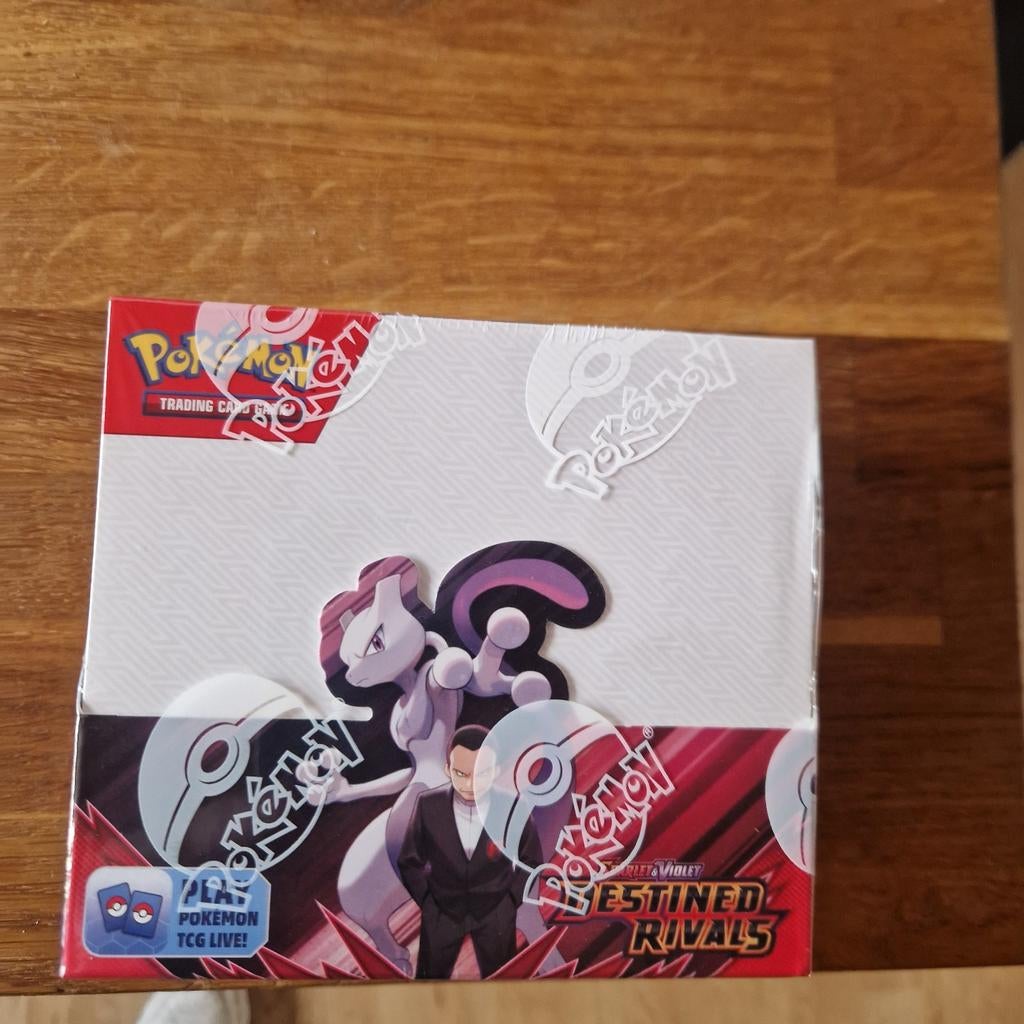 Pokémon
TRADING CARD GAME
Pokémon
Pokémon
Pokémon
Pokémon®
PLAY
POKÉMON
TCG LIVE!
SCARLET & VIOLET
DESTINED
RIVALS